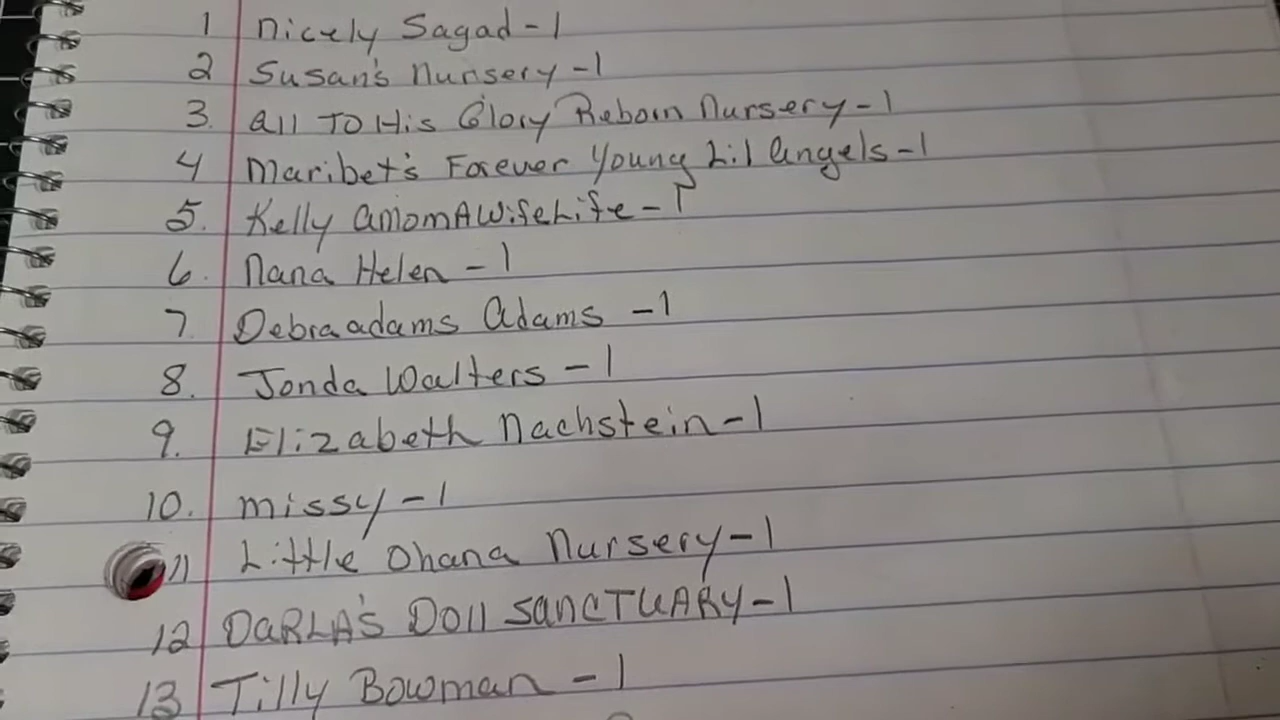 1 Nicely Sagad-1
2 Susan's nursery-1
3. all To His Glory Reborn nursery-1
4 Maribet's Forever Young Lil angels-1
5. Kelly amomAWifeLife-1
6. nana Helen-1
7. Debraadams adams-1
8. Jonda Walters-1
9. Elizabeth nachstein-1
10. missy-1
11 Little Ohana nursery-1
12 DaRLA'S DOll SancTUARY-1
13 Tilly Bowman-1